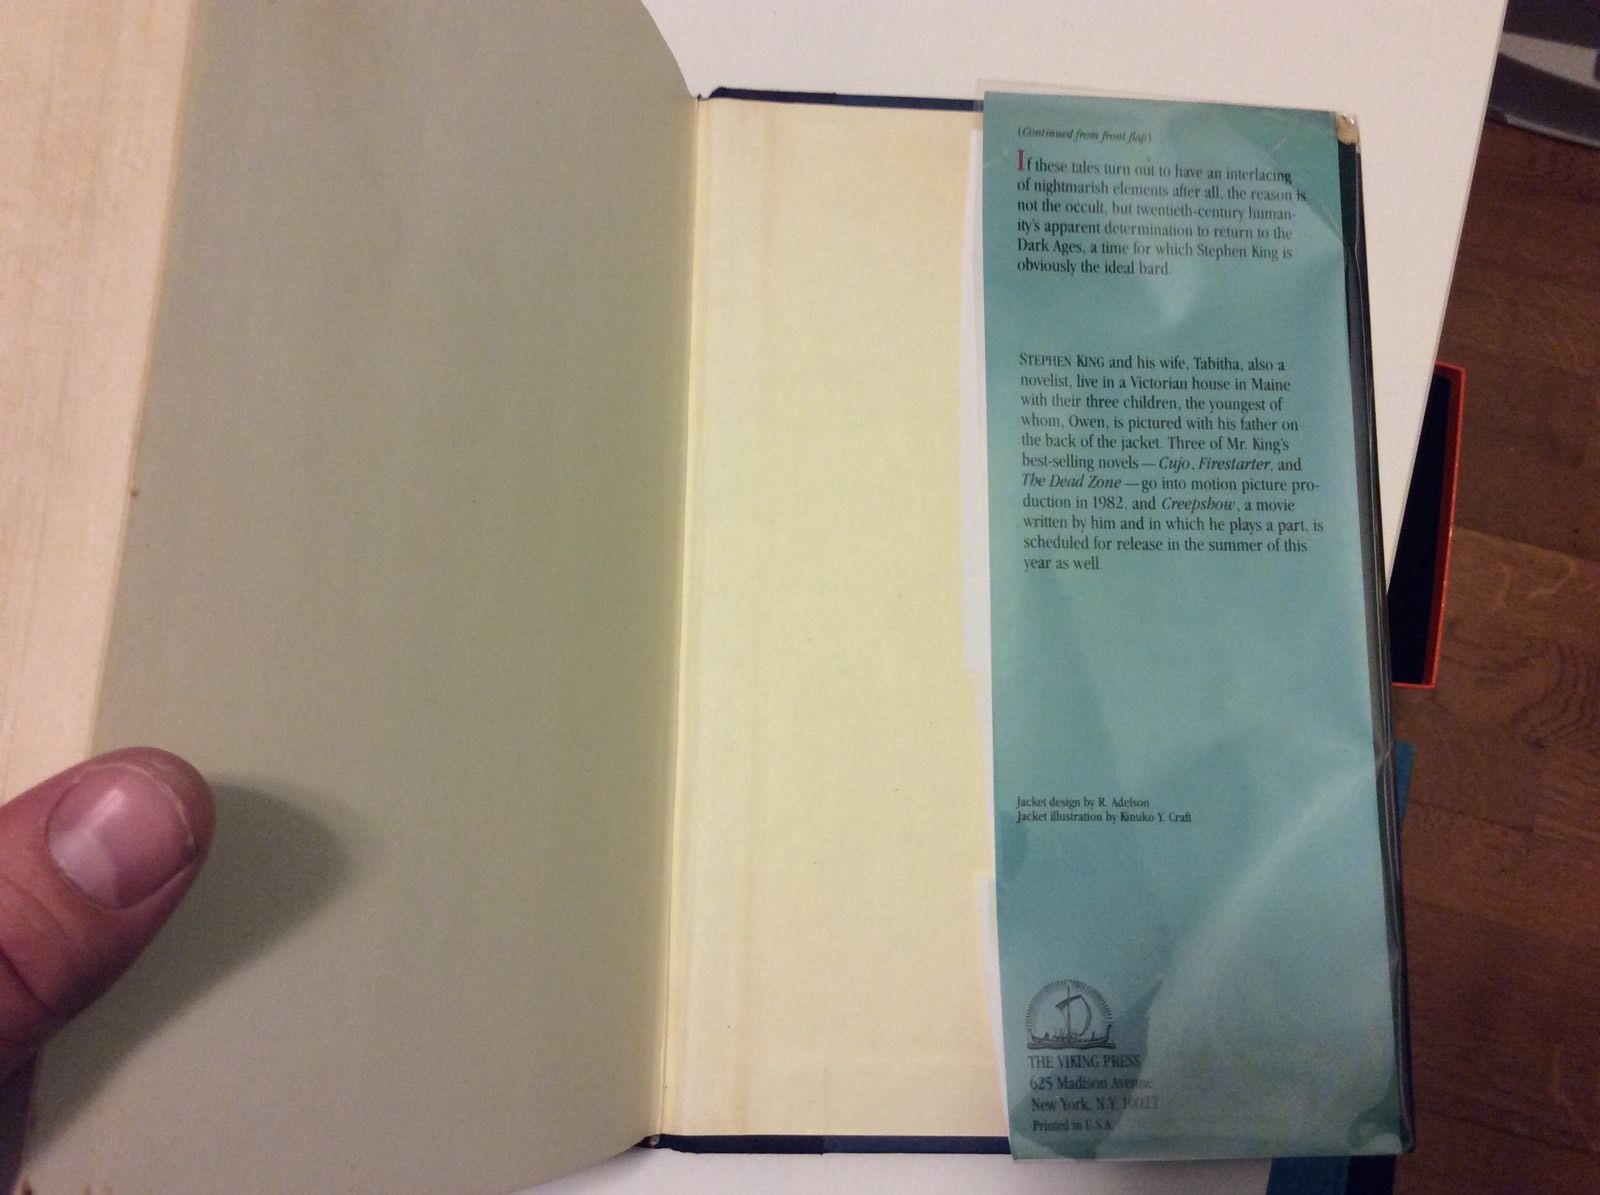 (Continued from front flap)
If these tales turn out to have an interlacing
of nightmarish elements after all, the reason is
not the occult, but twentieth-century human-
ity's apparent determination to return to the
Dark Ages, a time for which Stephen King is
obviously the ideal bard.
STEPHEN KING and his wife, Tabitha, also a
novelist, live in a Victorian house in Maine
with their three children, the youngest of
whom, Owen, is pictured with his father on
the back of the jacket. Three of Mr. King's
best-selling novels — Cujo, Firestarter, and
The Dead Zone — go into motion picture pro-
duction in 1982, and Creepshow, a movie
written by him and in which he plays a part, is
scheduled for release in the summer of this
year as well.
Jacket design by R. Adelson
Jacket illustration by Kinuko Y. Craft
THE VIKING PRESS
625 Madison Avenue
New York, N.Y. 10022
Printed in U.S.A.